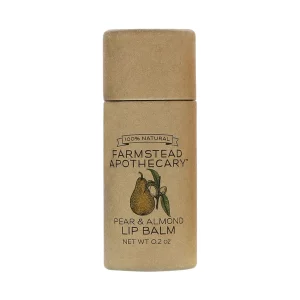 100% NATURAL
FARMSTEAD
APOTHECARY™
PEAR & ALMOND
LIP BALM
NET WT 0.2 oz